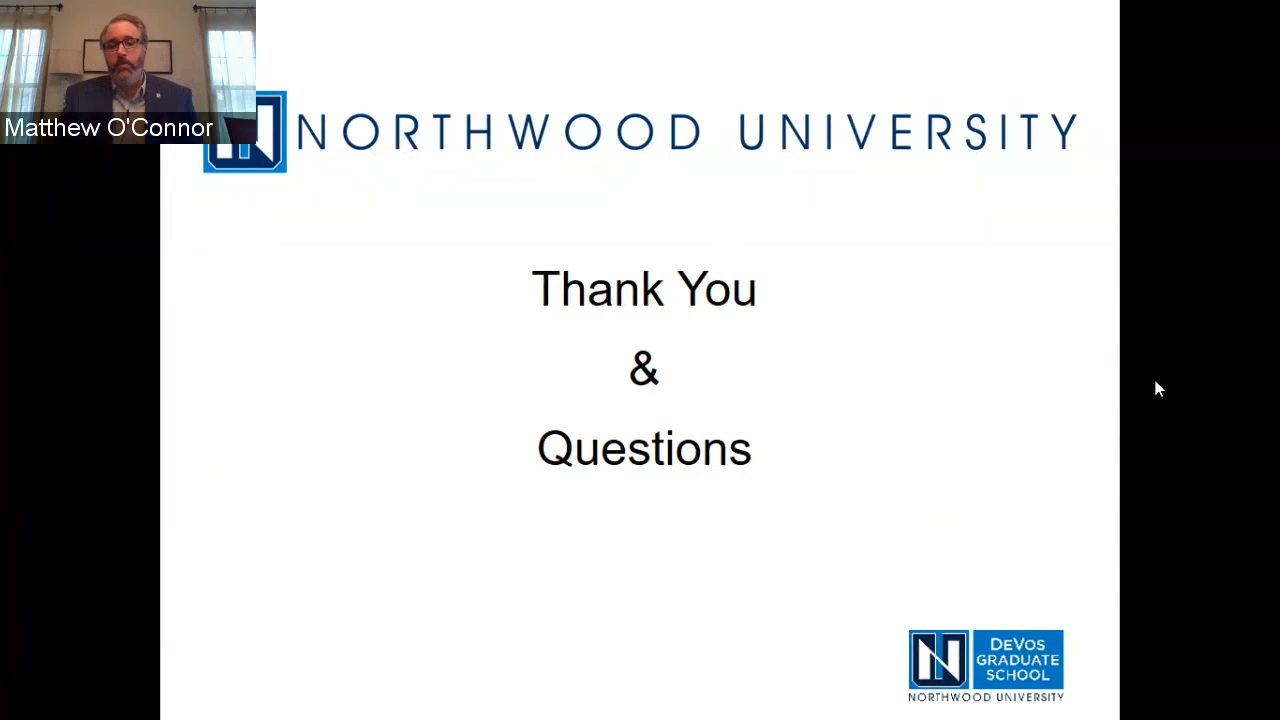 Matthew O'Connor
NORTHWOOD UNIVERSITY
Thank You
&
Questions
N
DEVOS
GRADUATE
SCHOOL
NORTHWOOD UNIVERSITY